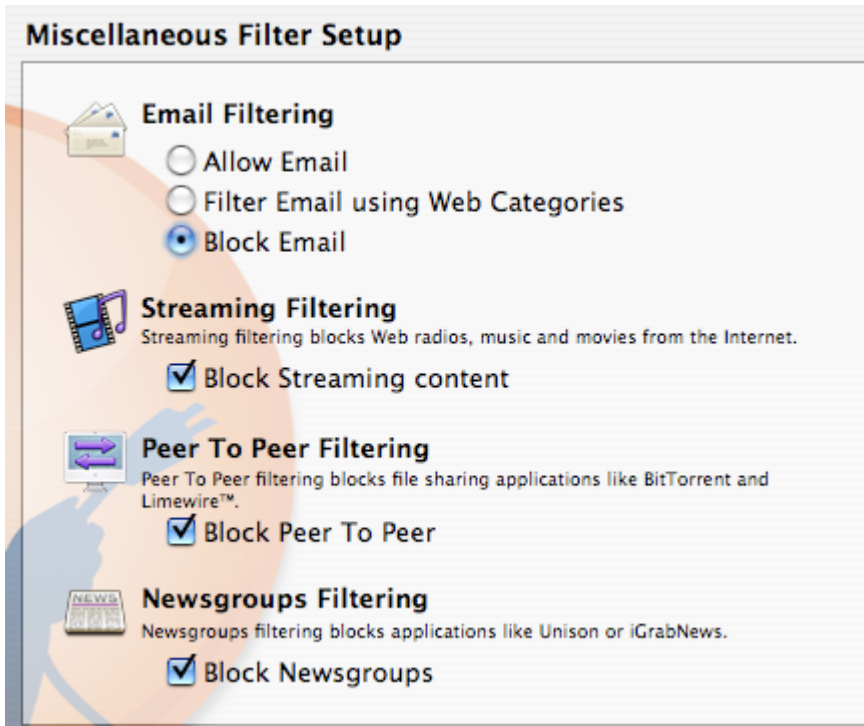 Miscellaneous Filter Setup
Email Filtering
Allow Email
Filter Email using Web Categories
Block Email
Streaming Filtering
Streaming filtering blocks Web radios, music and movies from the Internet.
Block Streaming content
Peer To Peer Filtering
Peer To Peer filtering blocks file sharing applications like BitTorrent and
Limewire™.
Block Peer To Peer
NEWS
Newsgroups Filtering
Newsgroups filtering blocks applications like Unison or iGrabNews.
Block Newsgroups